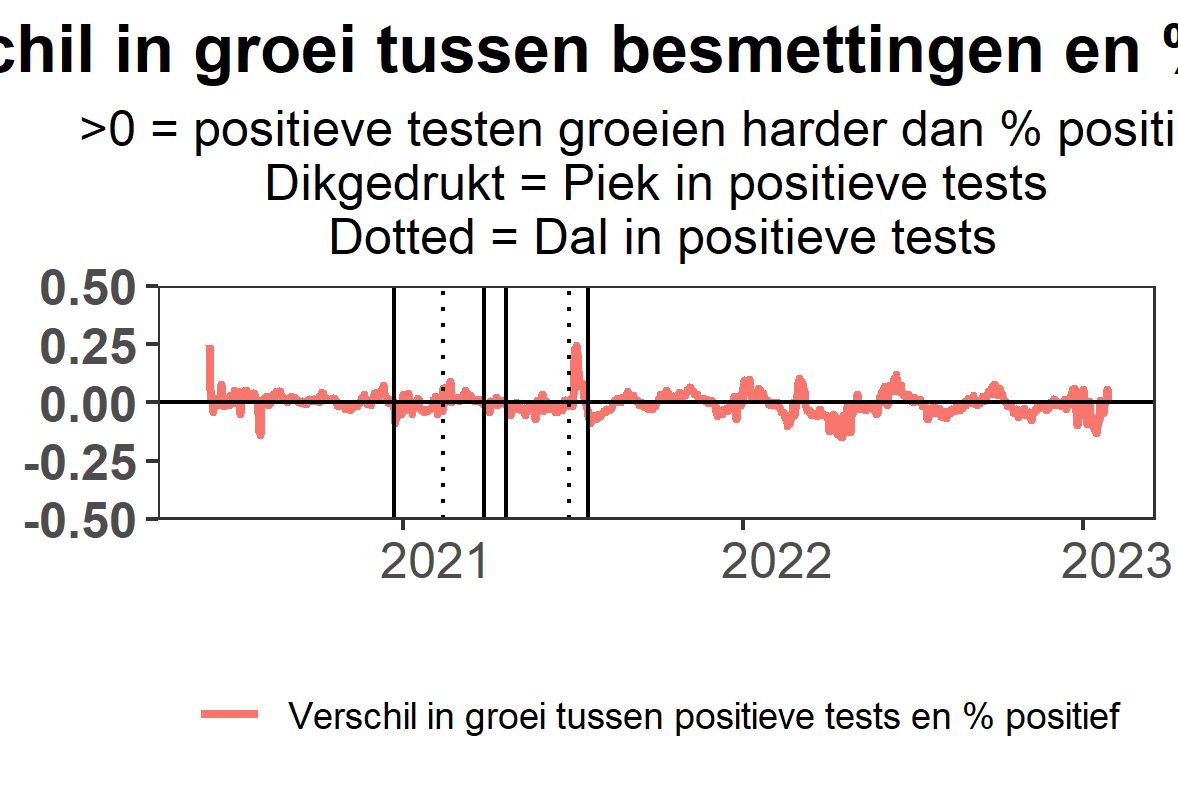 chil in groei tussen besmettingen en %
>0 = positieve testen groeien harder dan % positi
Dikgedrukt = Piek in positieve tests
Dotted = Dal in positieve tests
0.50
0.25
0.00
-0.25
-0.50
2021 2022 2023
Verschil in groei tussen positieve tests en % positief